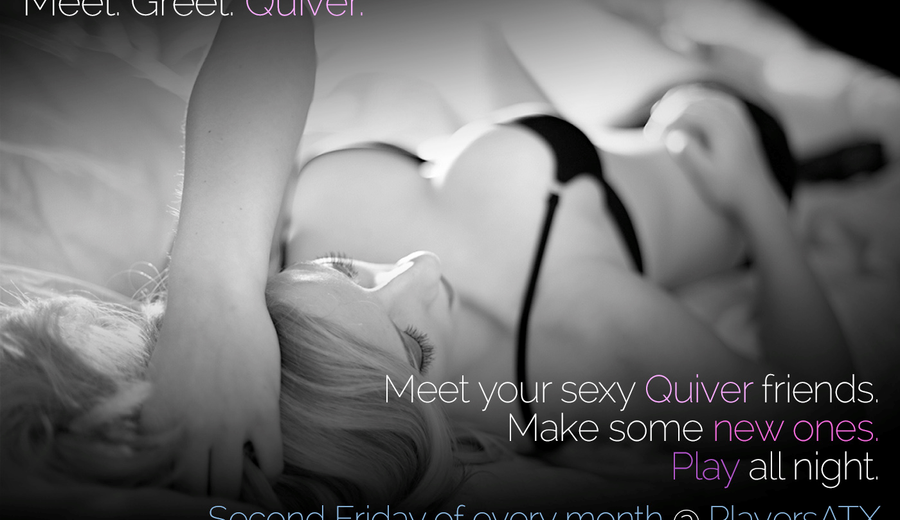 Meet. Greet. Quiver.
Meet your sexy Quiver friends.
Make some new ones.
Play all night.
Second Friday of every month @ PlayersATX